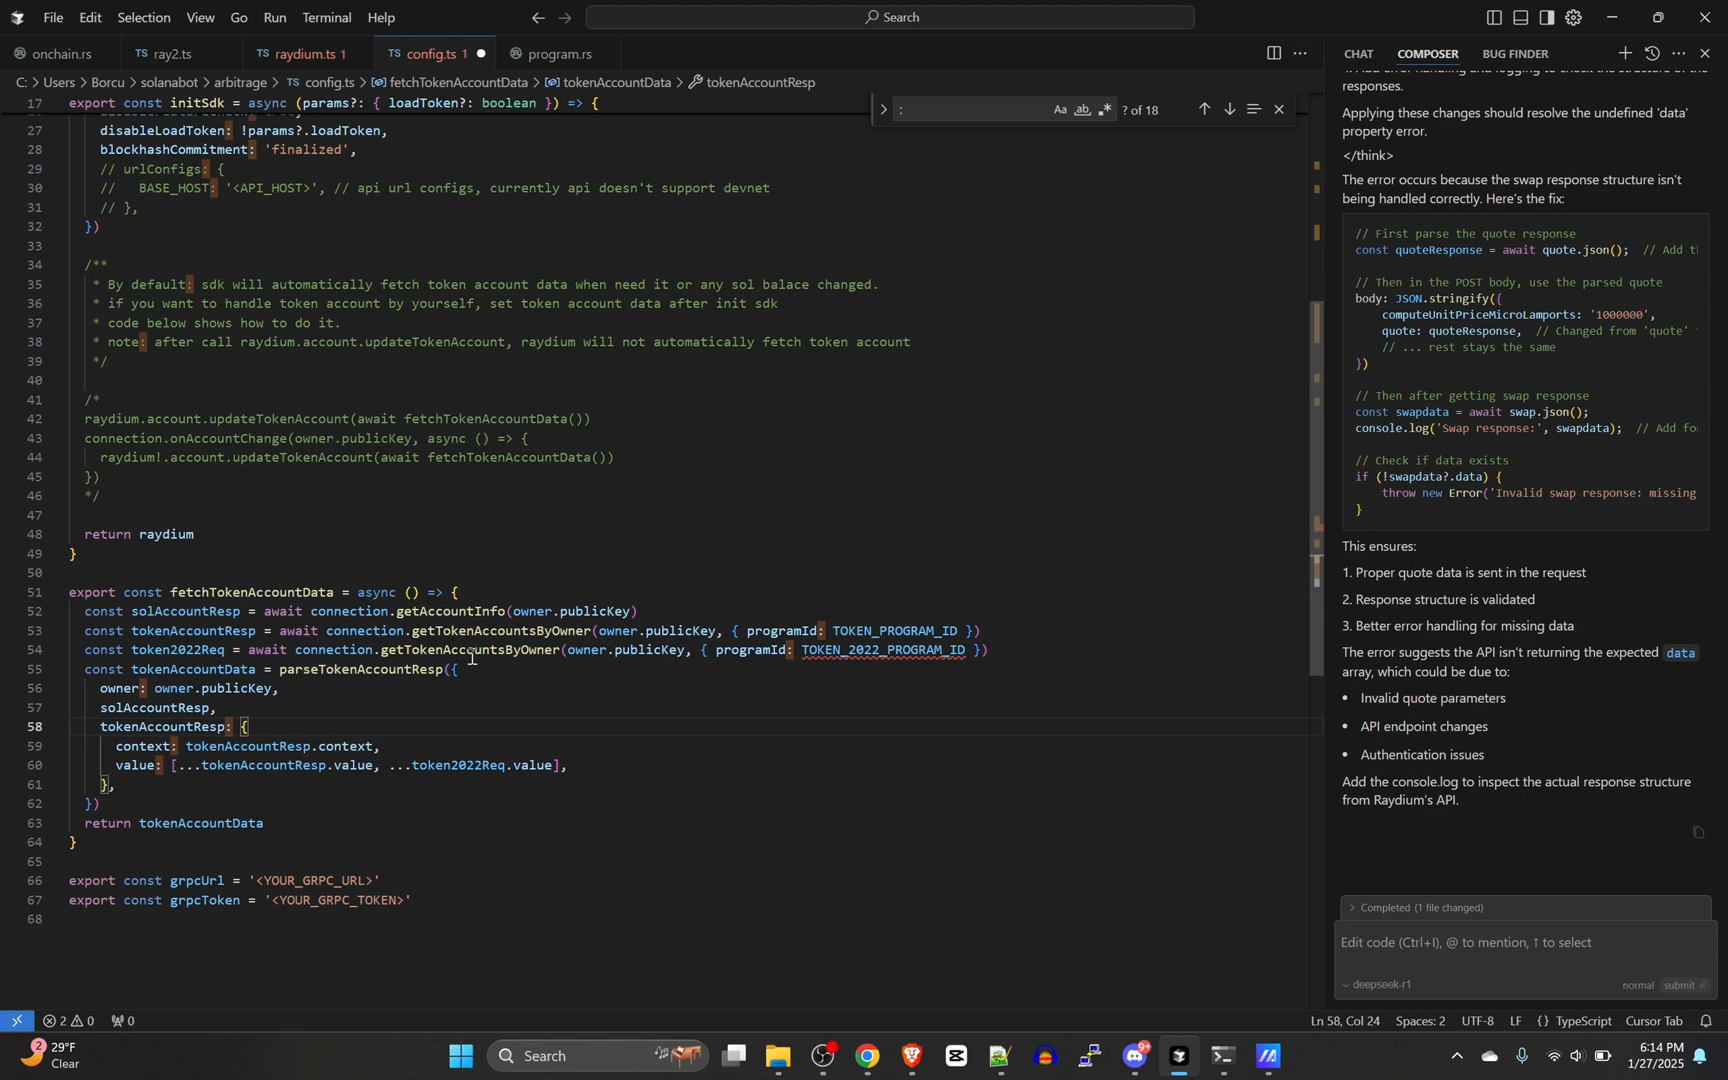 File Edit Selection View Go Run Terminal Help
Search
onchain.rs
TS ray2.ts
TS raydium.ts 1
TS config.ts 1
program.rs
CHAT COMPOSER BUG FINDER
C: > Users > Borcu > solanabot > arbitrage > TS config.ts > fetchTokenAccountData > tokenAccountData > tokenAccountResp
: Aa ab ? of 18
17 export const initSdk = async (params?: { loadToken?: boolean }) => {
27 disableLoadToken: !params?.loadToken,
28 blockhashCommitment: 'finalized',
29 // urlConfigs: {
30 //   BASE_HOST: '<API_HOST>', // api url configs, currently api doesn't support devnet
31 // },
32 })
33
34 /**
35 * By default: sdk will automatically fetch token account data when need it or any sol balace changed.
36 * if you want to handle token account by yourself, set token account data after init sdk
37 * code below shows how to do it.
38 * note: after call raydium.account.updateTokenAccount, raydium will not automatically fetch token account
39 */
40
41 /*
42 raydium.account.updateTokenAccount(await fetchTokenAccountData())
43 connection.onAccountChange(owner.publicKey, async () => {
44 raydium!.account.updateTokenAccount(await fetchTokenAccountData())
45 })
46 */
47
48 return raydium
49 }
50
51 export const fetchTokenAccountData = async () => {
52 const solAccountResp = await connection.getAccountInfo(owner.publicKey)
53 const tokenAccountResp = await connection.getTokenAccountsByOwner(owner.publicKey, { programId: TOKEN_PROGRAM_ID })
54 const token2022Req = await connection.getTokenAccountsByOwner(owner.publicKey, { programId: TOKEN_2022_PROGRAM_ID })
55 const tokenAccountData = parseTokenAccountResp({
56 owner: owner.publicKey,
57 solAccountResp,
58 tokenAccountResp: {
59 context: tokenAccountResp.context,
60 value: [...tokenAccountResp.value, ...token2022Req.value],
61 },
62 })
63 return tokenAccountData
64 }
65
66 export const grpcUrl = '<YOUR_GRPC_URL>'
67 export const grpcToken = '<YOUR_GRPC_TOKEN>'
68
responses.
Applying these changes should resolve the undefined 'data'
property error.
</think>
The error occurs because the swap response structure isn't
being handled correctly. Here's the fix:
// First parse the quote response
const quoteResponse = await quote.json();  // Add th
// Then in the POST body, use the parsed quote
body: JSON.stringify({
computeUnitPriceMicroLamports: '1000000',
quote: quoteResponse,  // Changed from 'quote'
// ... rest stays the same
})
// Then after getting swap response
const swapdata = await swap.json();
console.log('Swap response:', swapdata);  // Add fo
// Check if data exists
if (!swapdata?.data) {
throw new Error('Invalid swap response: missing
}
This ensures:
1. Proper quote data is sent in the request
2. Response structure is validated
3. Better error handling for missing data
The error suggests the API isn't returning the expected data
array, which could be due to:
• Invalid quote parameters
• API endpoint changes
• Authentication issues
Add the console.log to inspect the actual response structure
from Raydium's API.
> Completed (1 file changed)
Edit code (Ctrl+I), @ to mention, ↑ to select
deepseek-r1
normal submit
2 0 0
Ln 58, Col 24 Spaces: 2 UTF-8 LF {} TypeScript Cursor Tab
2 29°F
Clear
Search
9+
6:14 PM
1/27/2025